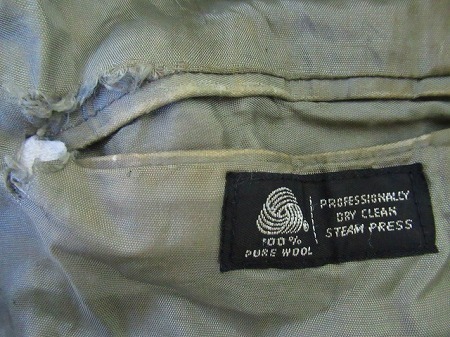 100%
PURE WOOL
PROFESSIONALLY
DRY CLEAN
STEAM PRESS